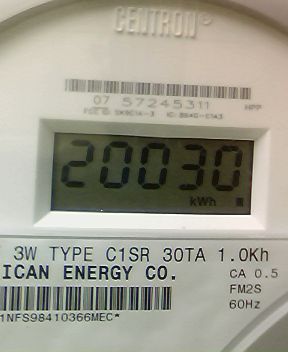 CENTRON®
07 57245311
20030
kWh
3W TYPE C1SR 30TA 1.0Kh
ICAN ENERGY CO.
CA 0.5
FM2S
60Hz
1NFS98410366MEC*